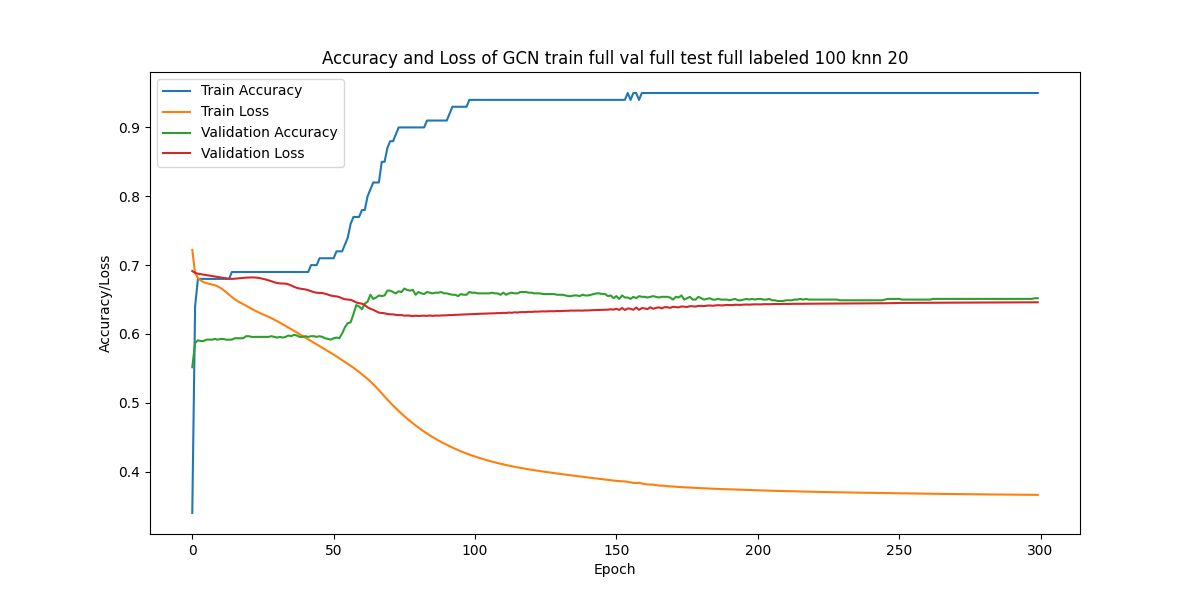 Accuracy and Loss of GCN train full val full test full labeled 100 knn 20
Train Accuracy
Train Loss
Validation Accuracy
Validation Loss
Accuracy/Loss
0.9
0.8
0.7
0.6
0.5
0.4
0 50 100 150 200 250 300
Epoch